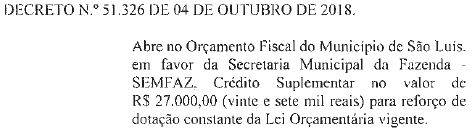 DECRETO N.º 51.326 DE 04 DE OUTUBRO DE 2018.
Abre no Orçamento Fiscal do Municipio de São Luís.
em favor da Secretaria Municipal da Fazenda -
SEMFAZ, Crédito Suplementar no valor de
R$ 27.000,00 (vinte e sete mil reais) para reforço de
dotação constante da Lei Orçamentária vigente.